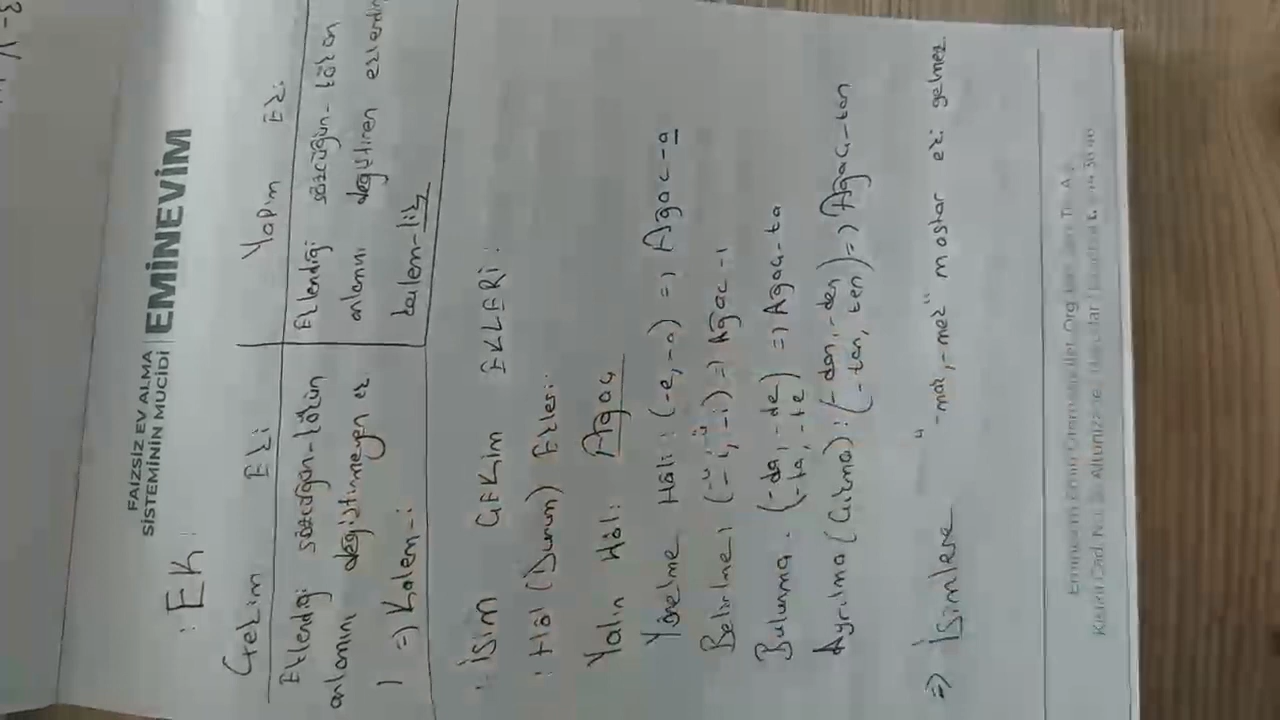 FAİZSİZ EV ALMA
SİSTEMİNİN MUCİDİ
EMİNEVİM
: EK:
Çekim Eki
Yapım Eki
Eklendiği sözcüğün-kökün
anlamını değiştirmeyen ek
=> Kalem-i
Eklendiği sözcüğün-kökün
anlamını değiştiren eklerdir
kalem-lik
: İSİM ÇEKİM EKLERİ:
: Hâl (Durum) Ekleri:
Yalın Hâl: Ağaç
Yönelme Hâli: (-e, -a) => Ağac-a
Belirtme: (-ı, -i, -u, -ü) => Ağac-ı
Bulunma: (-da, -de) => Ağaç-ta
-ta, -te
Ayrılma (Çıkma): (-dan, -den) => Ağaç-tan
(-tan, ten)
=> İsimlere "-mak, -mek" mastar eki gelmez